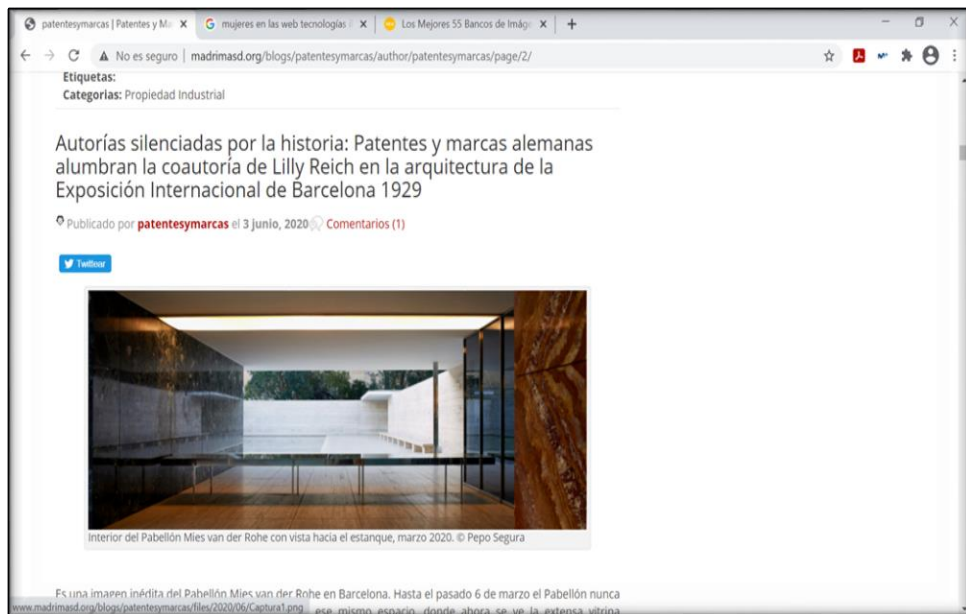 patentesymarcas | Patentes y Ma
mujeres en las web tecnologías
Los Mejores 55 Bancos de Imág
No es seguro | madrimasd.org/blogs/patentesymarcas/author/patentesymarcas/page/2/
Etiquetas:
Categorias: Propiedad Industrial
Autorías silenciadas por la historia: Patentes y marcas alemanas
alumbran la coautoría de Lilly Reich en la arquitectura de la
Exposición Internacional de Barcelona 1929
Publicado por patentesymarcas el 3 junio, 2020 Comentarios (1)
Twittear
Interior del Pabellón Mies van der Rohe con vista hacia el estanque, marzo 2020. © Pepo Segura
Es una imagen inédita del Pabellón Mies van der Rohe en Barcelona. Hasta el pasado 6 de marzo el Pabellón nunca
www.madrimasd.org/blogs/patentesymarcas/files/2020/06/Captura1.png
ese mismo espacio, donde ahora se ve la extensa vitrina